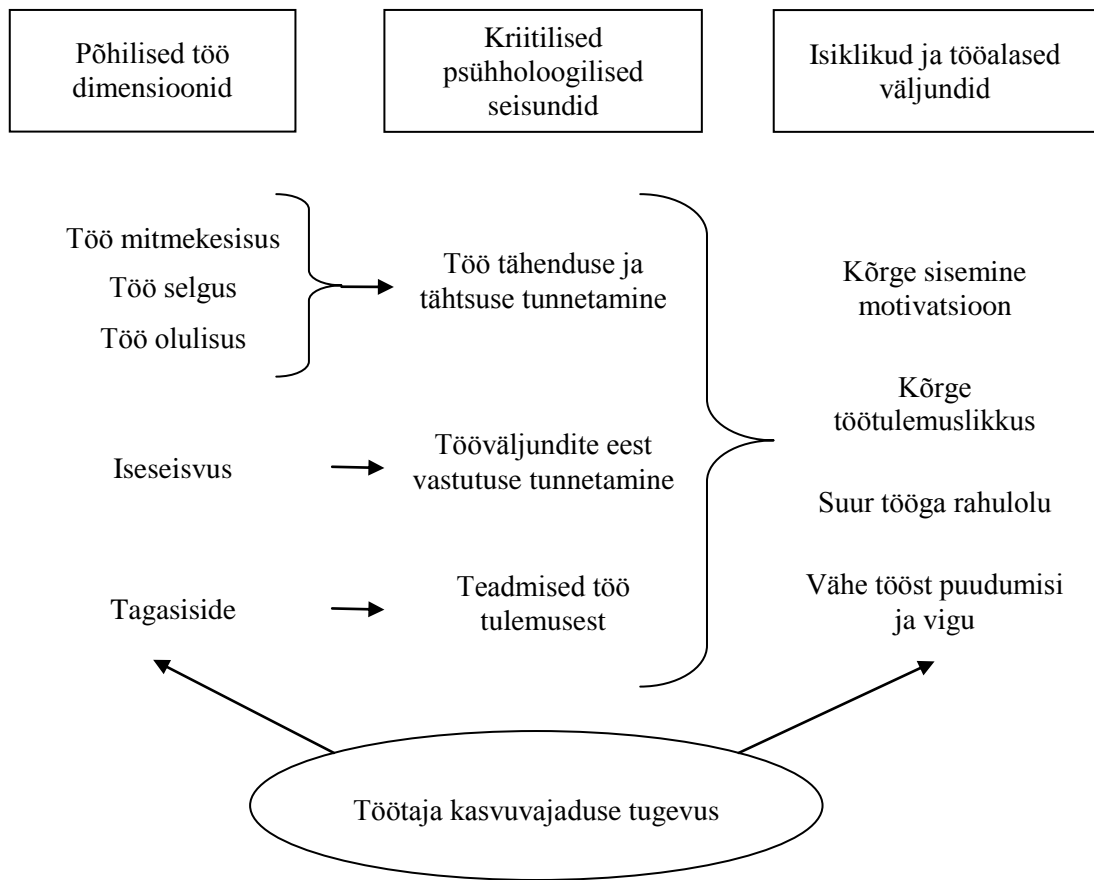 Põhilised töö
dimensioonid
Kriitilised
psühholoogilised
seisundid
Isiklikud ja tööalased
väljundid
Töö mitmekesisus
Töö selgus
Töö olulisus
Töö tähenduse ja
tähtsuse tunnetamine
Kõrge sisemine
motivatsioon
Kõrge
töötulemuslikkus
Iseseisvus
Tööväljundite eest
vastutuse tunnetamine
Suur tööga rahulolu
Tagasiside
Teadmised töö
tulemusest
Vähe tööst puudumisi
ja vigu
Töötaja kasvuvajaduse tugevus